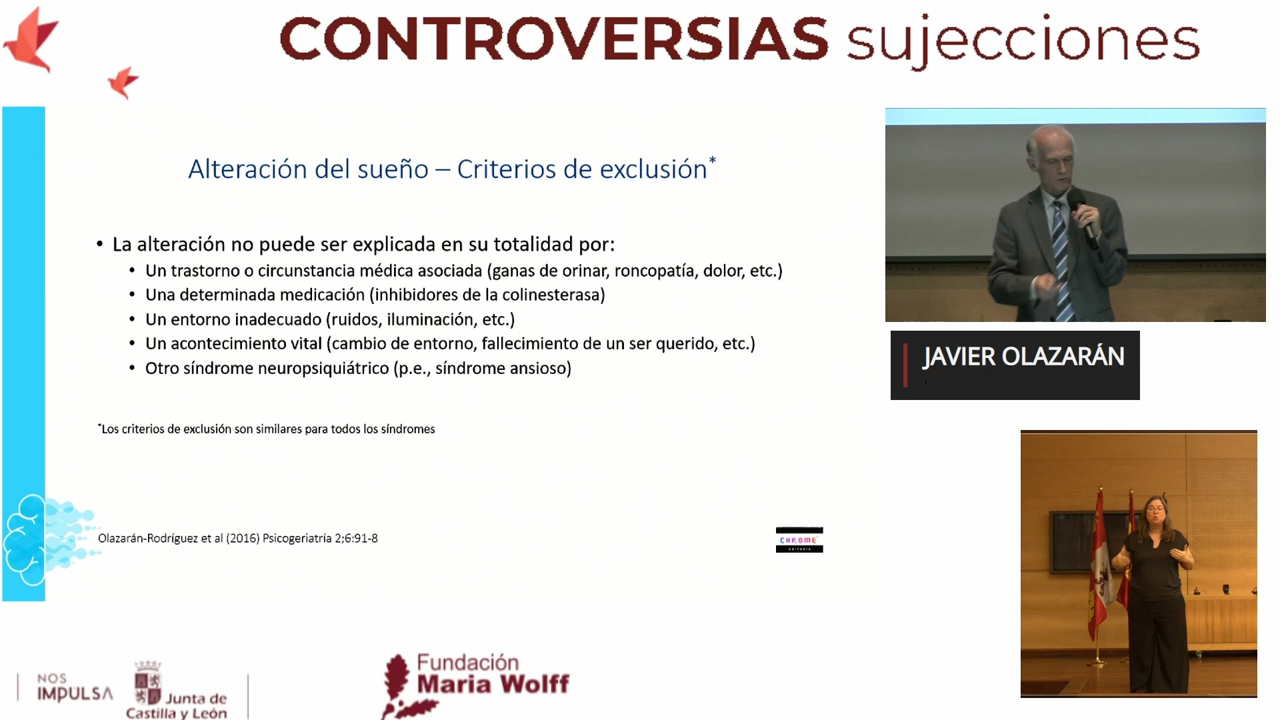 CONTROVERSIAS sujecciones
Alteración del sueño – Criterios de exclusión*
• La alteración no puede ser explicada en su totalidad por:
• Un trastorno o circunstancia médica asociada (ganas de orinar, roncopatía, dolor, etc.)
• Una determinada medicación (inhibidores de la colinesterasa)
• Un entorno inadecuado (ruidos, iluminación, etc.)
• Un acontecimiento vital (cambio de entorno, fallecimiento de un ser querido, etc.)
• Otro síndrome neuropsiquiátrico (p.e., síndrome ansioso)
*Los criterios de exclusión son similares para todos los síndromes
Olazarán-Rodríguez et al (2016) Psicogeriatría 2;6:91-8
CHROME
CRITERIA
JAVIER OLAZARÁN
NOS
IMPULSA
Junta de
Castilla y León
Fundación
Maria Wolff